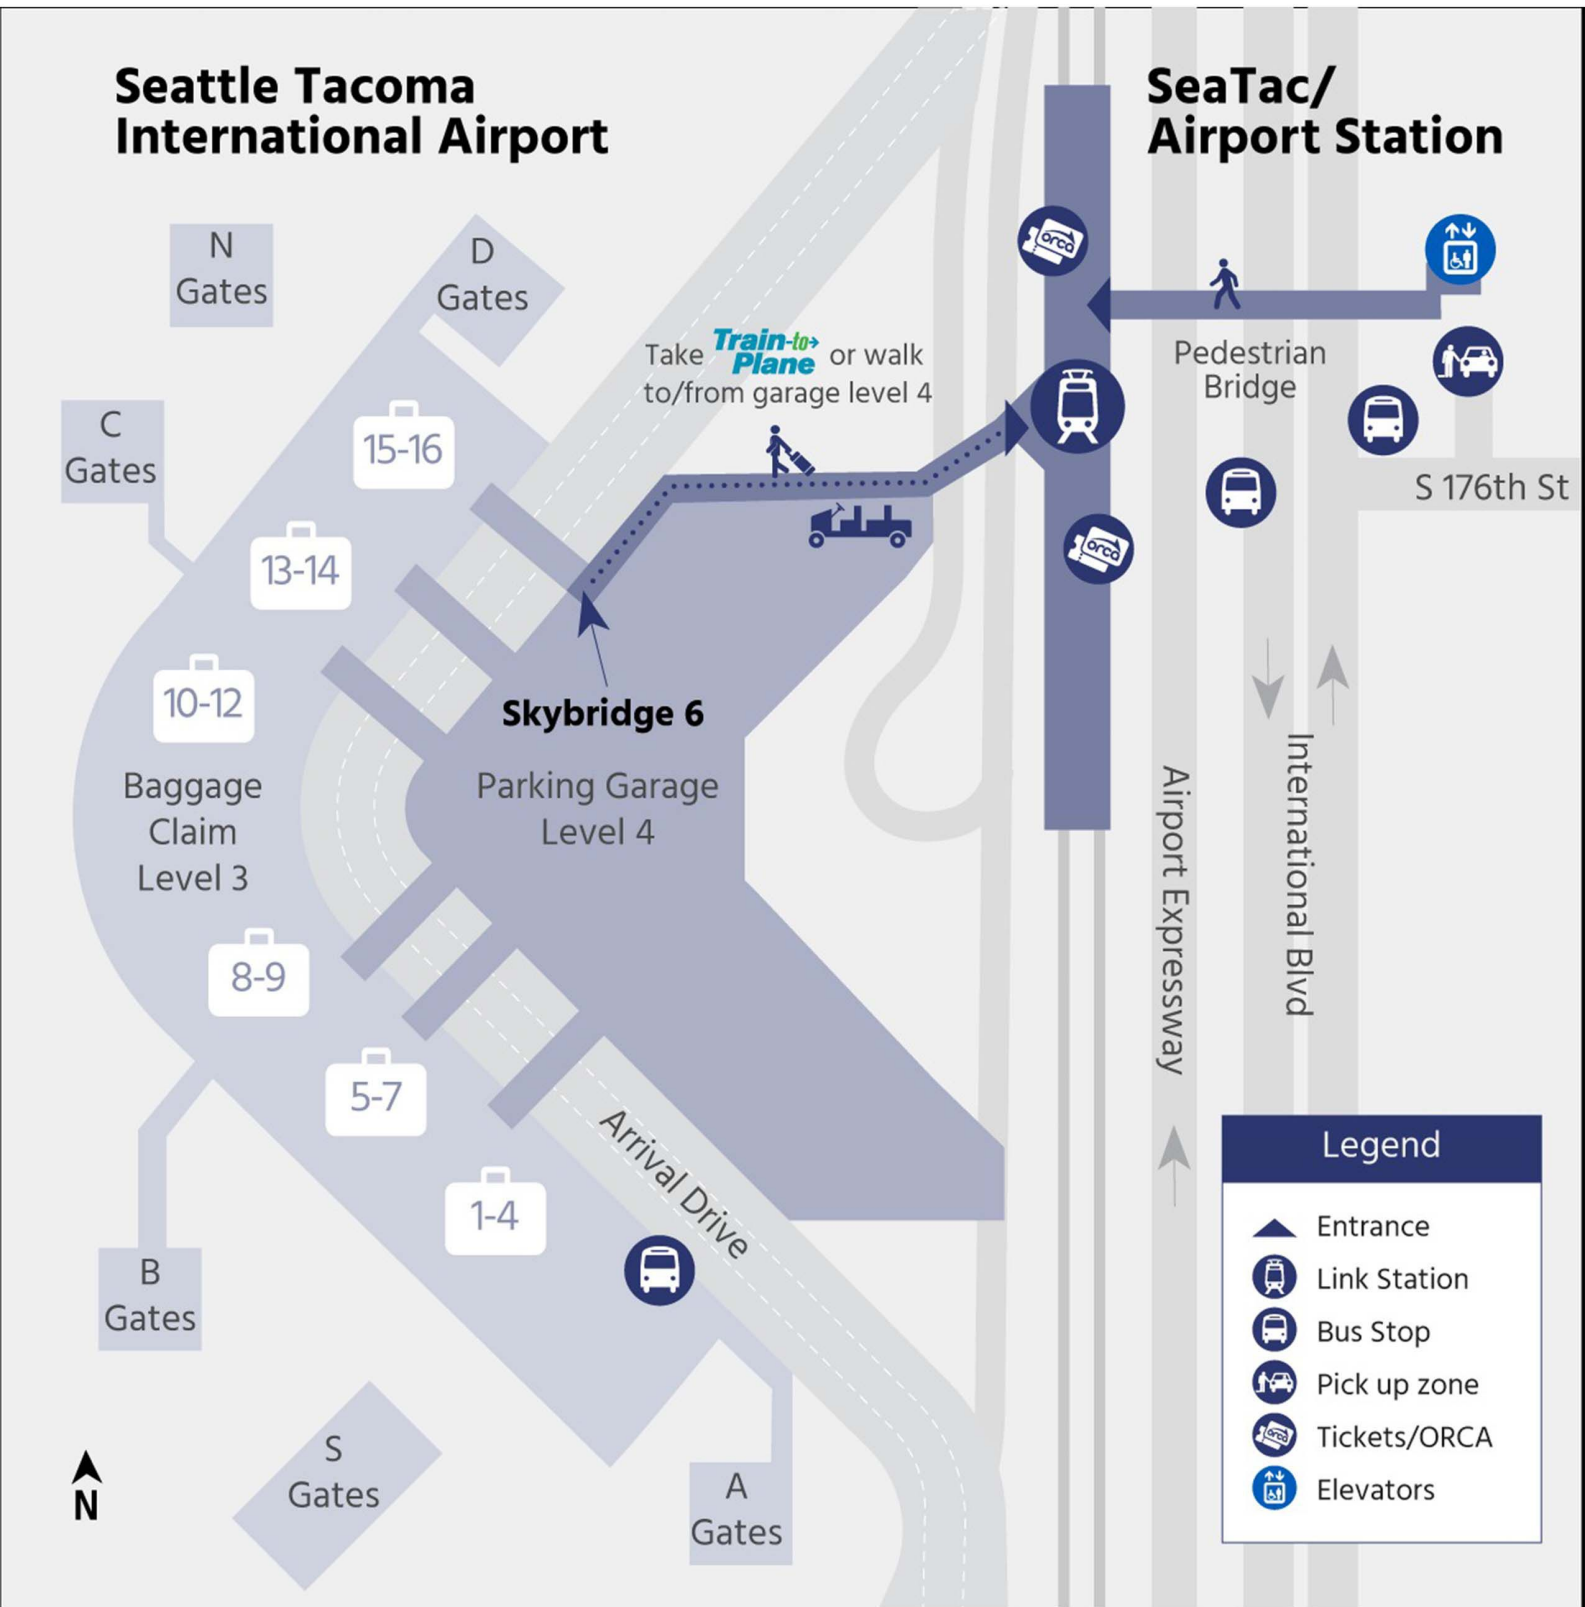 Seattle Tacoma
International Airport
SeaTac/
Airport Station
N
Gates
D
Gates
C
Gates
15-16
13-14
10-12
Baggage
Claim
Level 3
8-9
5-7
1-4
B
Gates
S
Gates
A
Gates
N
Take Train-to→ Plane or walk
to/from garage level 4
Skybridge 6
Parking Garage
Level 4
Arrival Drive
orca
orca
Pedestrian
Bridge
S 176th St
Airport Expressway
International Blvd
Legend
Entrance
Link Station
Bus Stop
Pick up zone
orca
Tickets/ORCA
Elevators